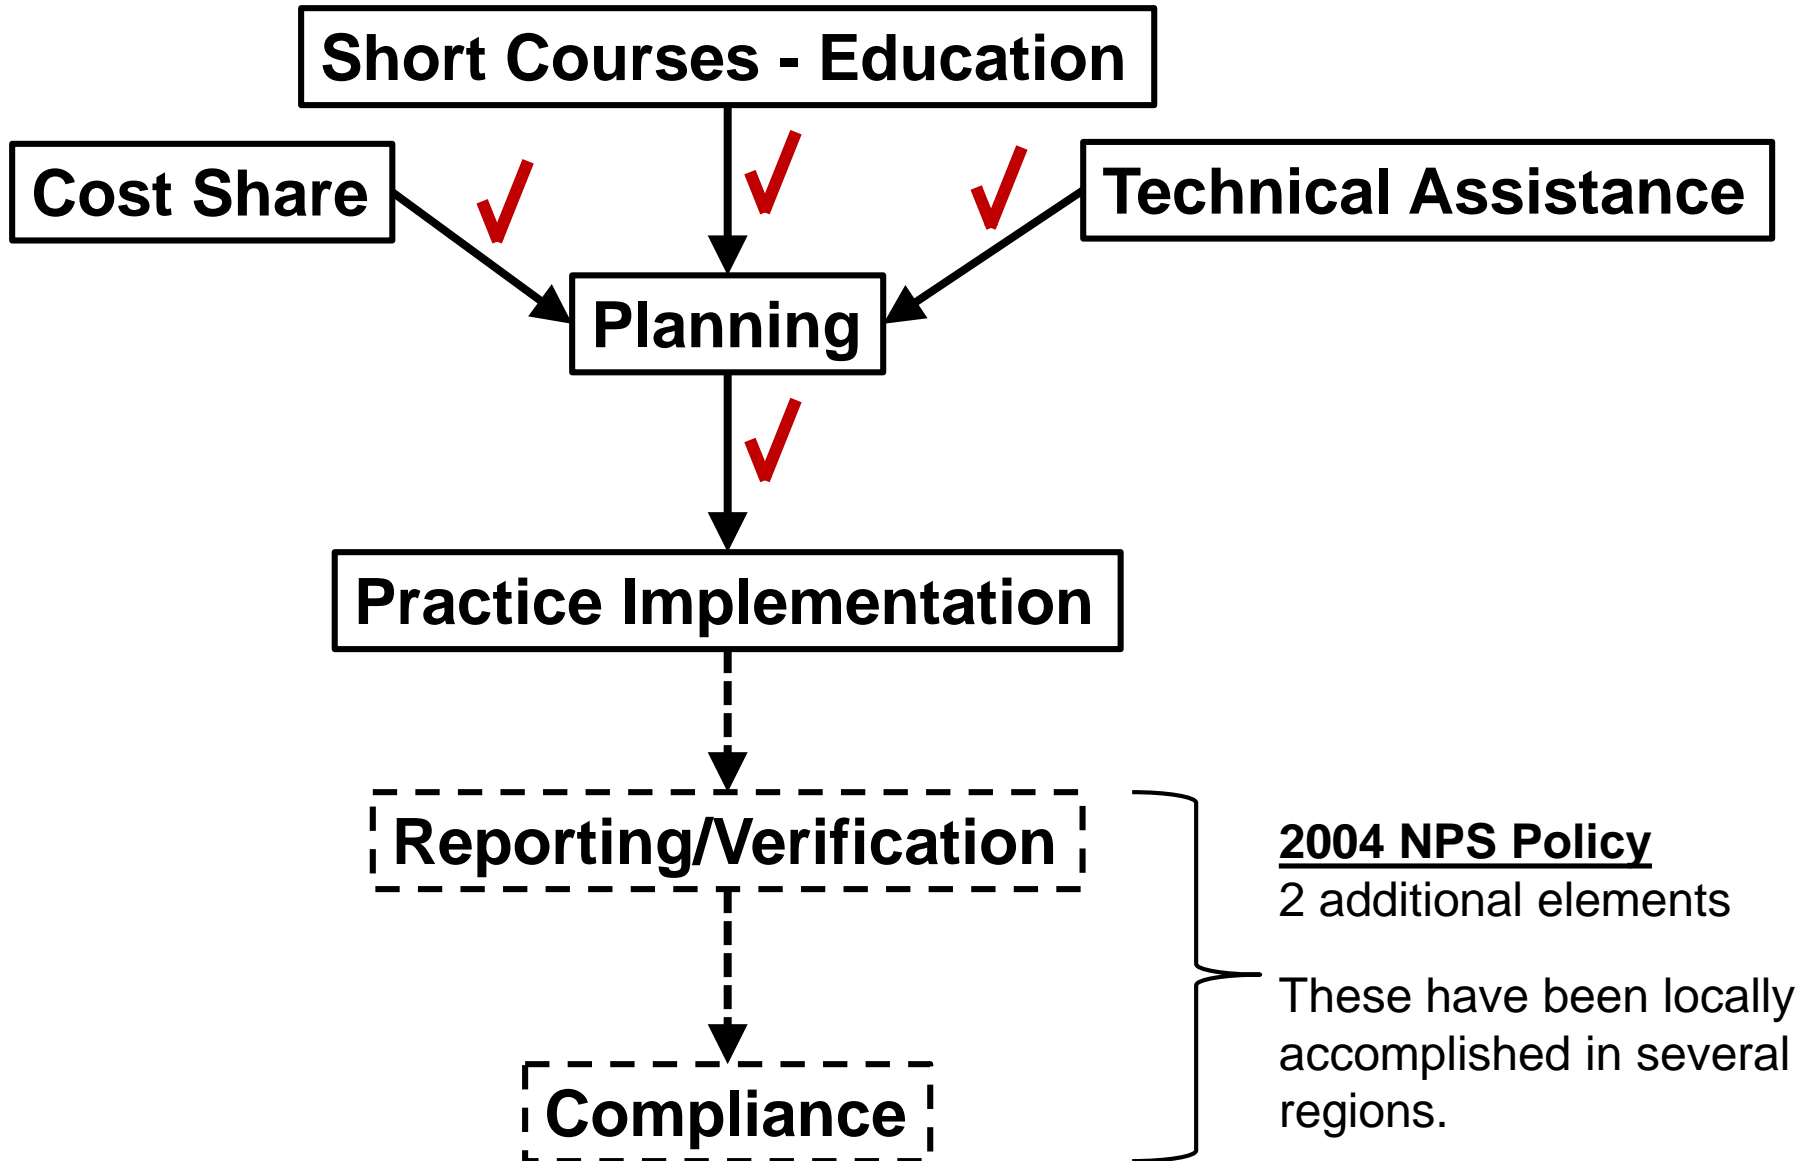 Short Courses - Education
Cost Share
Technical Assistance
Planning
Practice Implementation
Reporting/Verification
2004 NPS Policy
2 additional elements
These have been locally
accomplished in several
regions.
Compliance